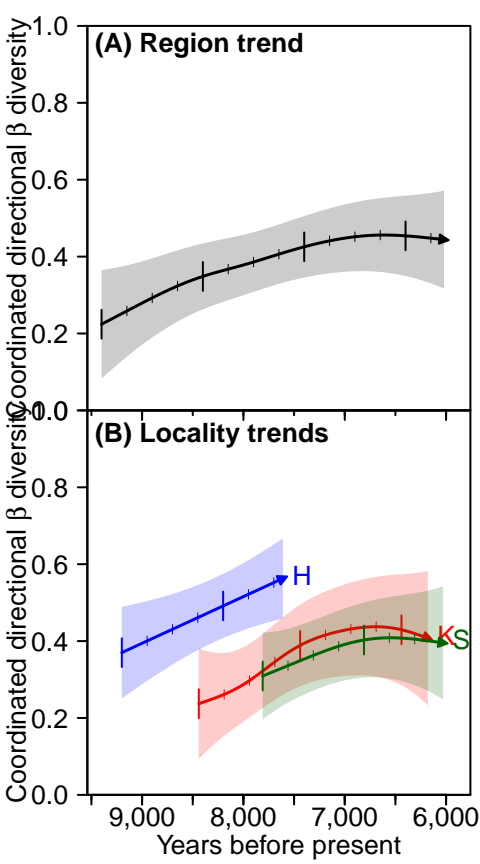 (A) Region trend
Coordinated directional β diversity
1.0
0.8
0.6
0.4
0.2
0.0
(B) Locality trends
Coordinated directional β diversity
1.0
0.8
0.6
0.4
0.2
0.0
H
K
S
9,000 8,000 7,000 6,000
Years before present